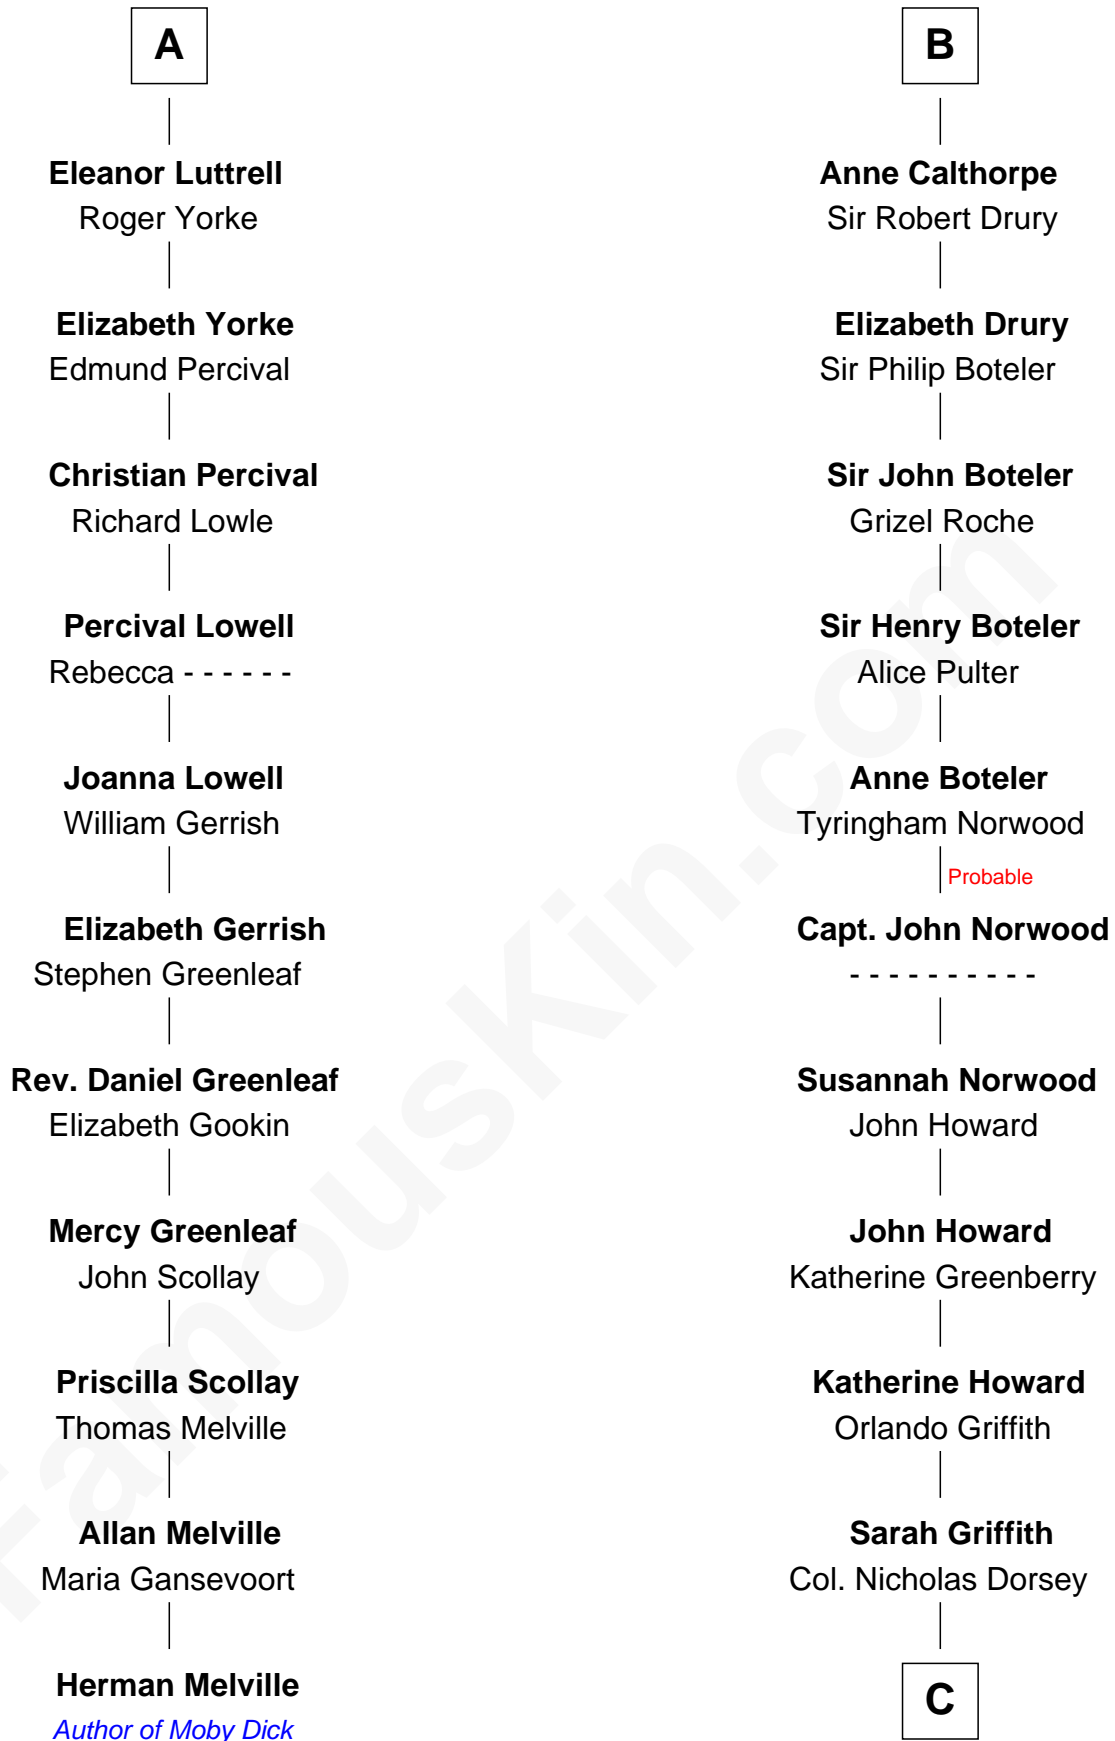 A
Eleanor Luttrell
Roger Yorke
Elizabeth Yorke
Edmund Percival
Christian Percival
Richard Lowle
Percival Lowell
Rebecca - - - - - -
Joanna Lowell
William Gerrish
Elizabeth Gerrish
Stephen Greenleaf
Rev. Daniel Greenleaf
Elizabeth Gookin
Mercy Greenleaf
John Scollay
Priscilla Scollay
Thomas Melville
Allan Melville
Maria Gansevoort
Herman Melville
Author of Moby Dick
B
Anne Calthorpe
Sir Robert Drury
Elizabeth Drury
Sir Philip Boteler
Sir John Boteler
Grizel Roche
Sir Henry Boteler
Alice Pulter
Anne Boteler
Tyringham Norwood
Probable
Capt. John Norwood
- - - - - - - - - -
Susannah Norwood
John Howard
John Howard
Katherine Greenberry
Katherine Howard
Orlando Griffith
Sarah Griffith
Col. Nicholas Dorsey
C
FamousKin.com